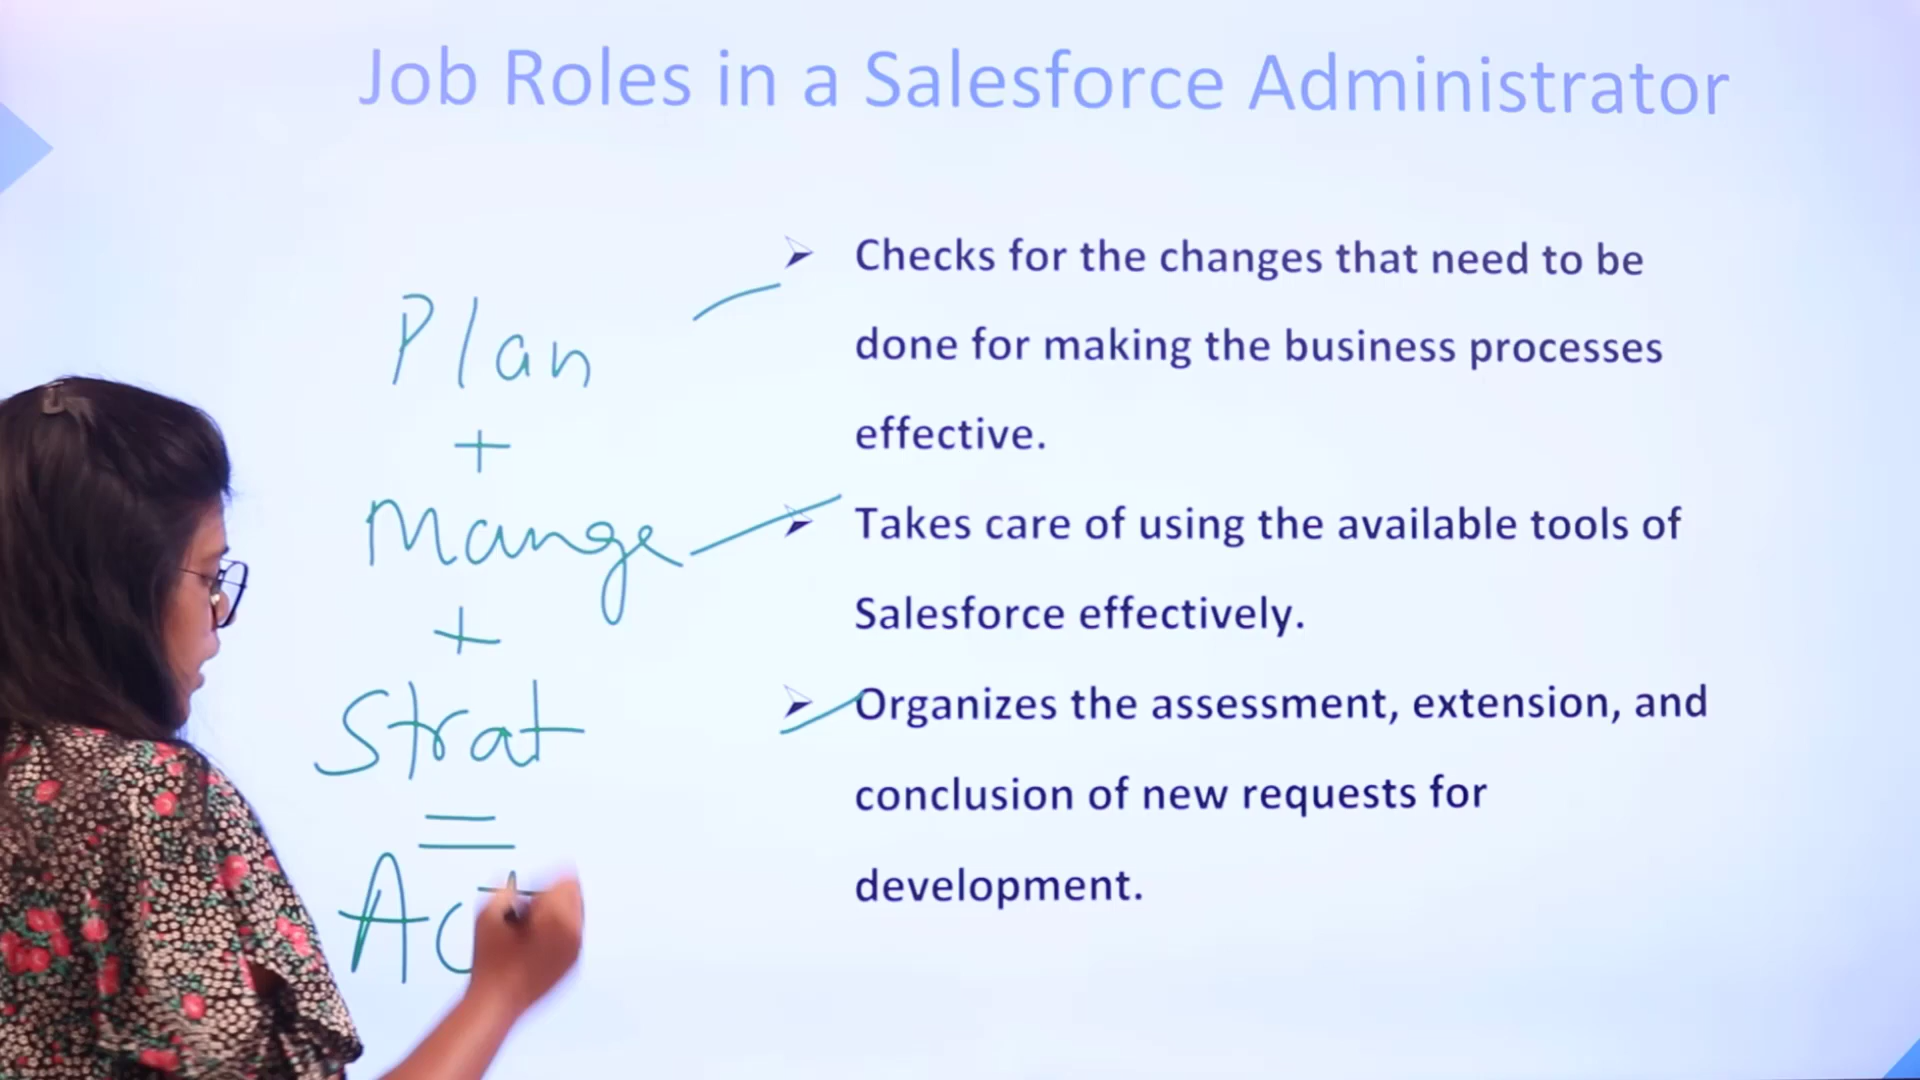 Job Roles in a Salesforce Administrator
Checks for the changes that need to be
done for making the business processes
effective.
Takes care of using the available tools of
Salesforce effectively.
Organizes the assessment, extension, and
conclusion of new requests for
development.
Plan
+
Mange
+
Strat
=